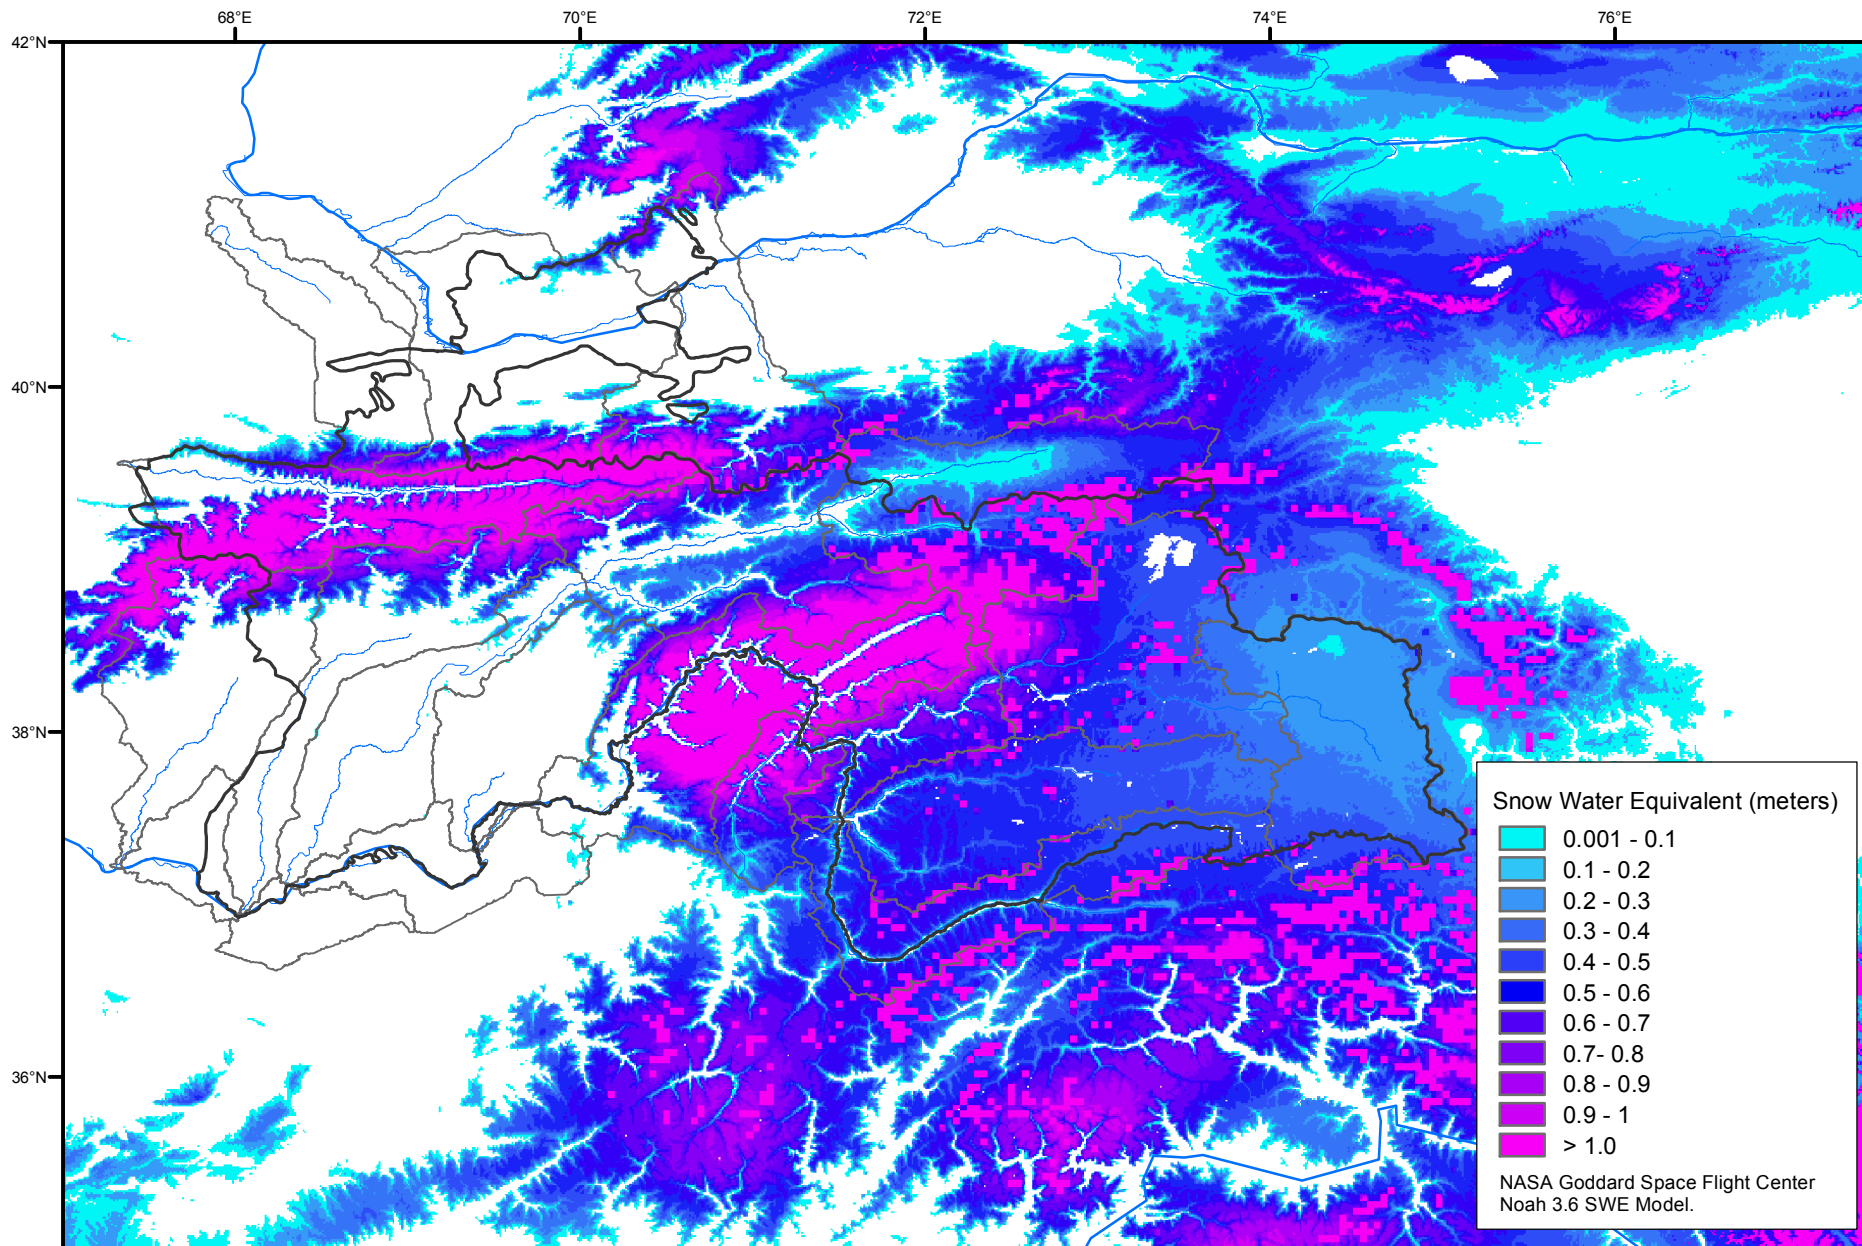 68°E
70°E
72°E
74°E
76°E
42°N
40°N
38°N
36°N
Snow Water Equivalent (meters)
0.001 - 0.1
0.1 - 0.2
0.2 - 0.3
0.3 - 0.4
0.4 - 0.5
0.5 - 0.6
0.6 - 0.7
0.7- 0.8
0.8 - 0.9
0.9 - 1
> 1.0
NASA Goddard Space Flight Center
Noah 3.6 SWE Model.